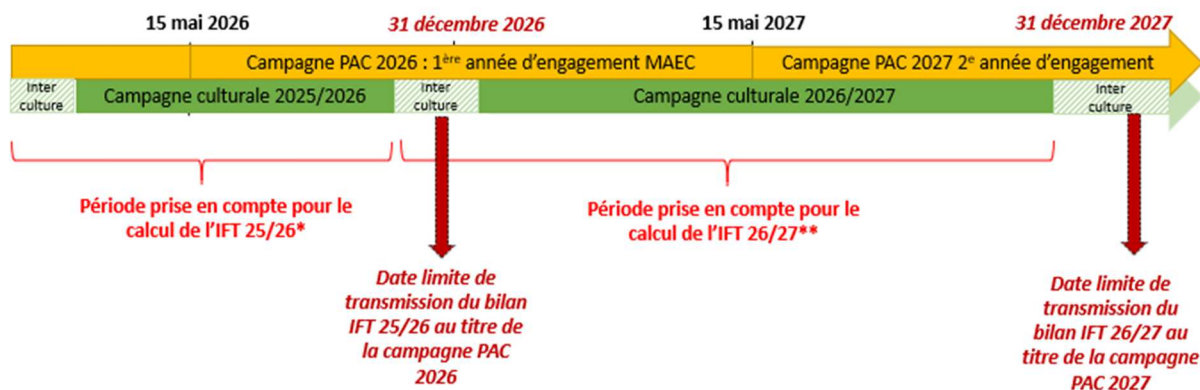 15 mai 2026
31 décembre 2026
15 mai 2027
31 décembre 2027
Campagne PAC 2026 : 1ère année d'engagement MAEC
Campagne PAC 2027 2e année d'engagement
Inter
culture
Campagne culturale 2025/2026
Inter
culture
Campagne culturale 2026/2027
Inter
culture
Période prise en compte pour le
calcul de l'IFT 25/26*
Période prise en compte pour le
calcul de l'IFT 26/27**
Date limite de
transmission du bilan
IFT 25/26 au titre de
la campagne PAC
2026
Date limite de
transmission du
bilan IFT 26/27 au
titre de la campagne
PAC 2027